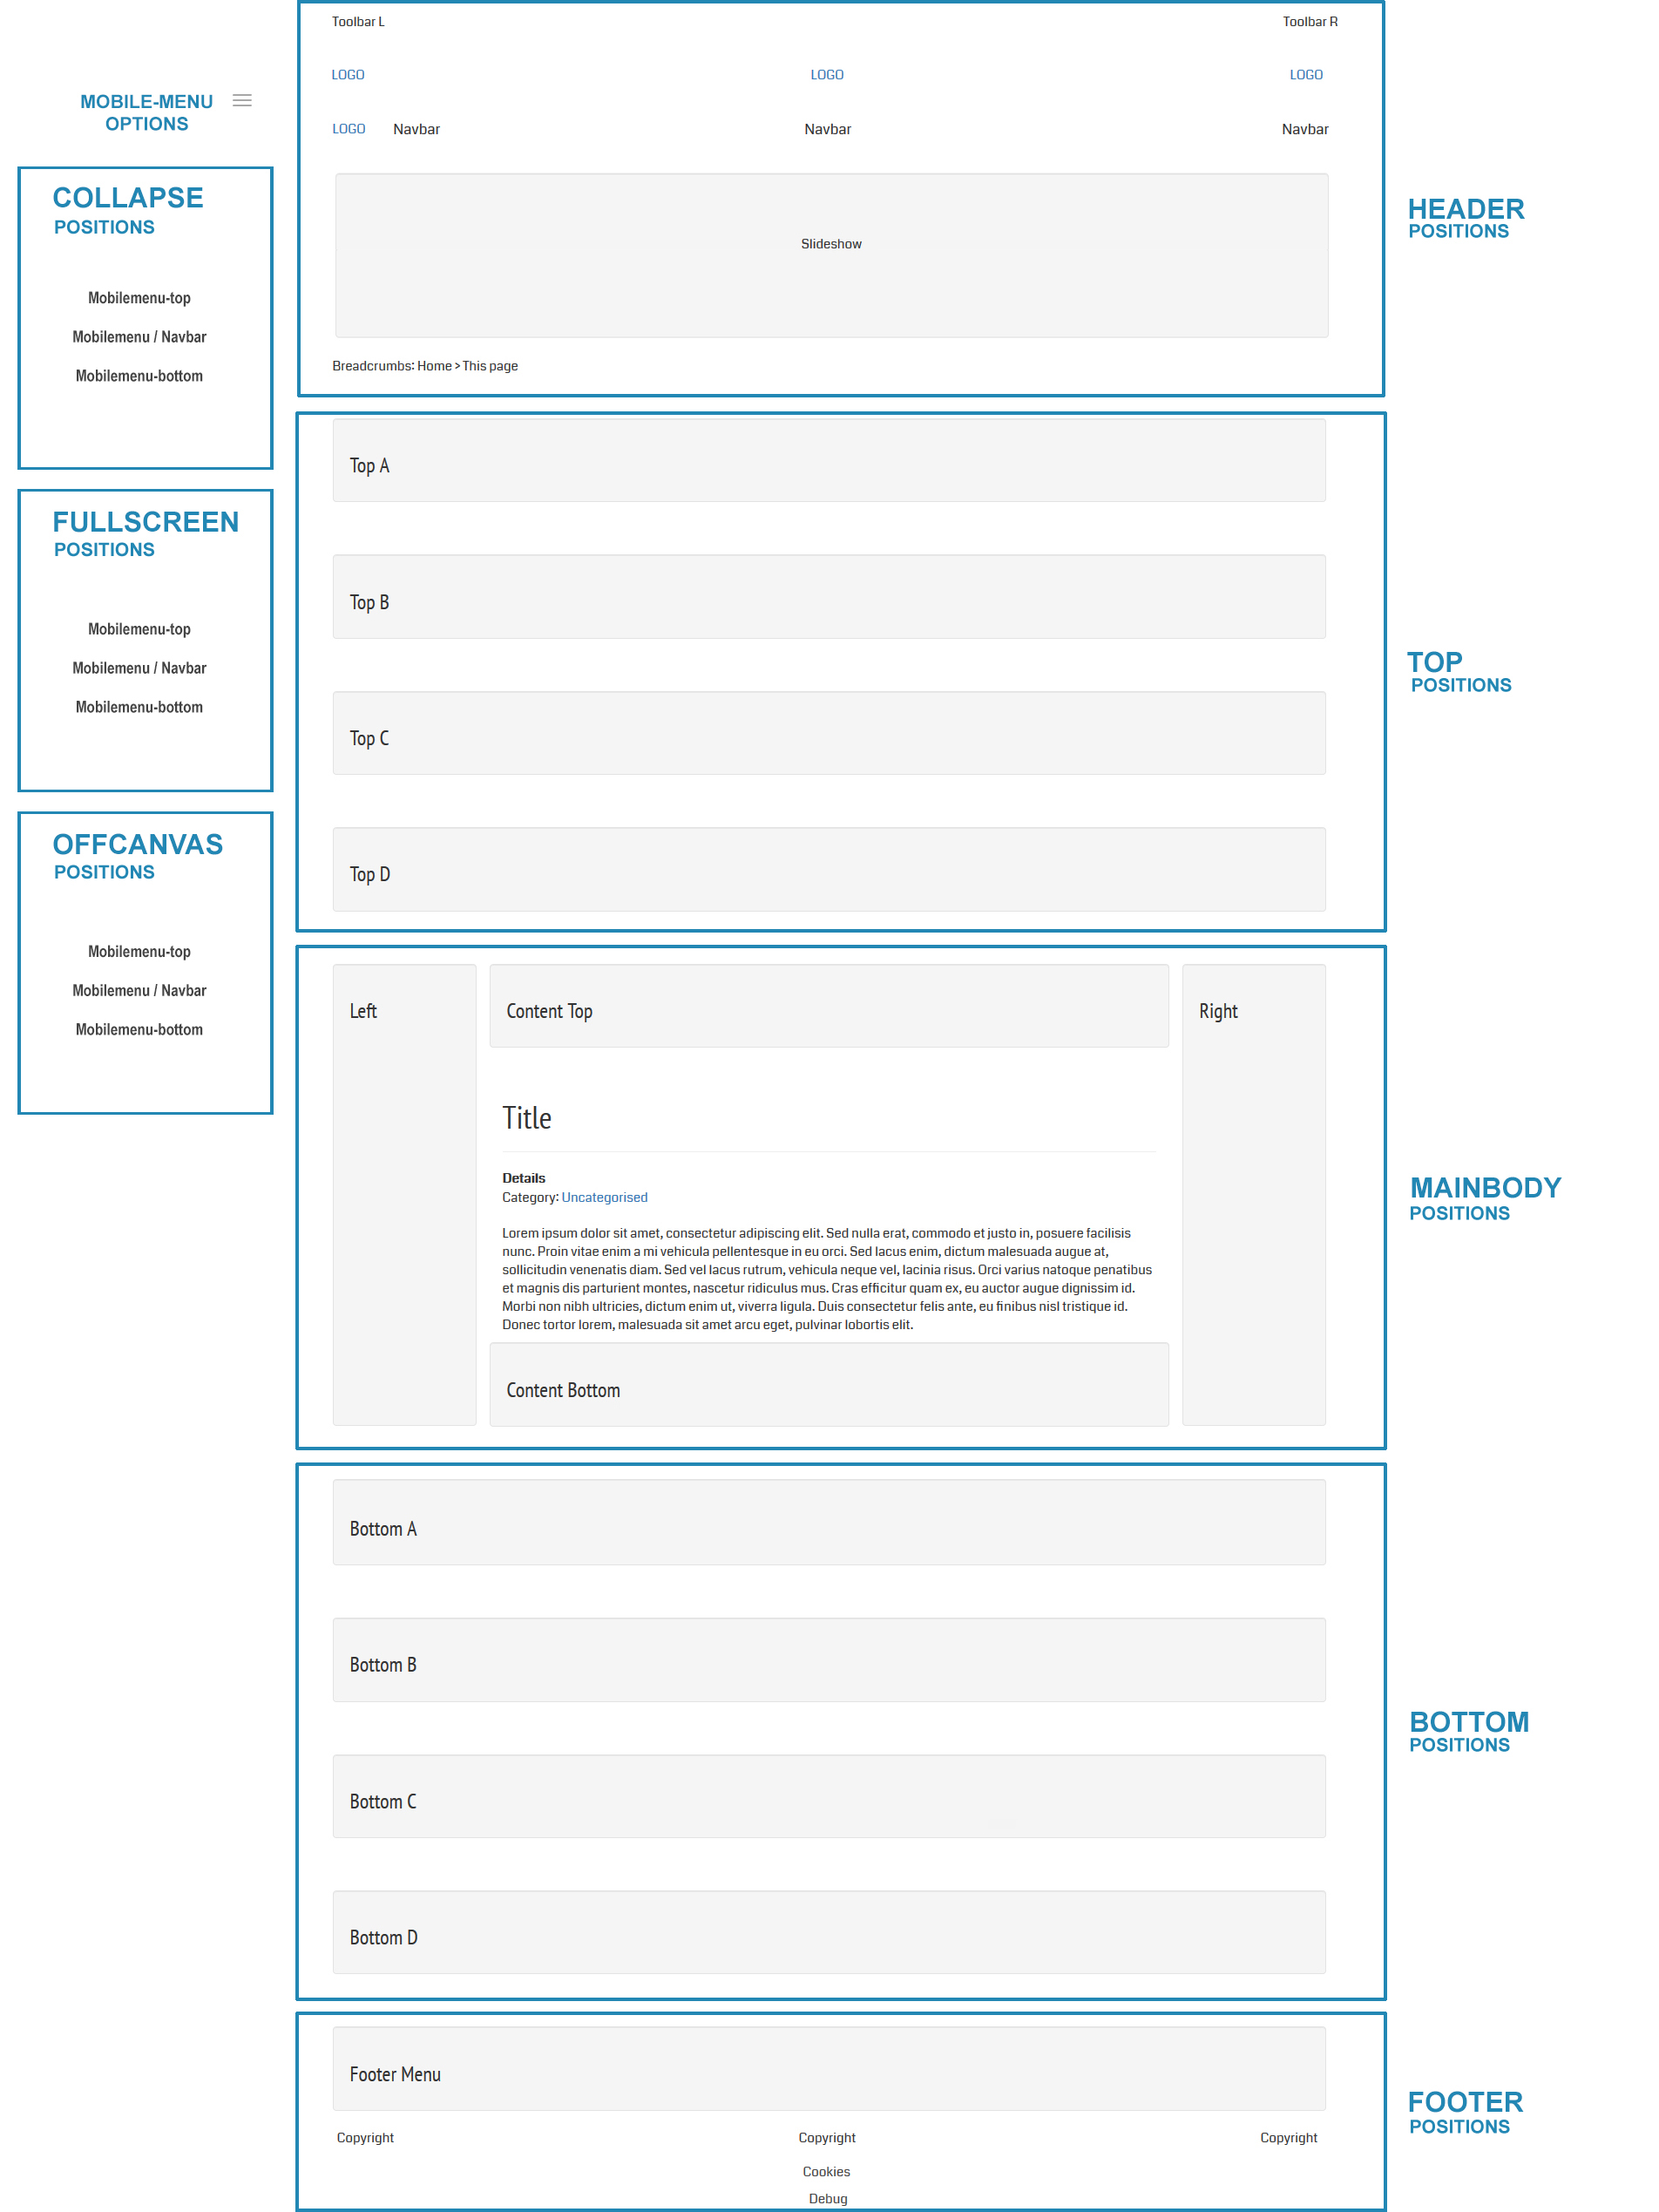 MOBILE-MENU
OPTIONS
COLLAPSE
POSITIONS
Mobilemenu-top
Mobilemenu / Navbar
Mobilemenu-bottom
FULLSCREEN
POSITIONS
Mobilemenu-top
Mobilemenu / Navbar
Mobilemenu-bottom
OFFCANVAS
POSITIONS
Mobilemenu-top
Mobilemenu / Navbar
Mobilemenu-bottom
Toolbar L Toolbar R
LOGO LOGO LOGO
LOGO Navbar Navbar Navbar
Slideshow
Breadcrumbs: Home > This page
HEADER
POSITIONS
Top A
Top B
Top C
Top D
TOP
POSITIONS
Left
Content Top
Right
Title
Details
Category: Uncategorised
Lorem ipsum dolor sit amet, consectetur adipiscing elit. Sed nulla erat, commodo et justo in, posuere facilisis
nunc. Proin vitae enim a mi vehicula pellentesque in eu orci. Sed lacus enim, dictum malesuada augue at,
sollicitudin venenatis diam. Sed vel lacus rutrum, vehicula neque vel, lacinia risus. Orci varius natoque penatibus
et magnis dis parturient montes, nascetur ridiculus mus. Cras efficitur quam ex, eu auctor augue dignissim id.
Morbi non nibh ultricies, dictum enim ut, viverra ligula. Duis consectetur felis ante, eu finibus nisl tristique id.
Donec tortor lorem, malesuada sit amet arcu eget, pulvinar lobortis elit.
Content Bottom
MAINBODY
POSITIONS
Bottom A
Bottom B
Bottom C
Bottom D
BOTTOM
POSITIONS
Footer Menu
Copyright Copyright Copyright
Cookies
Debug
FOOTER
POSITIONS